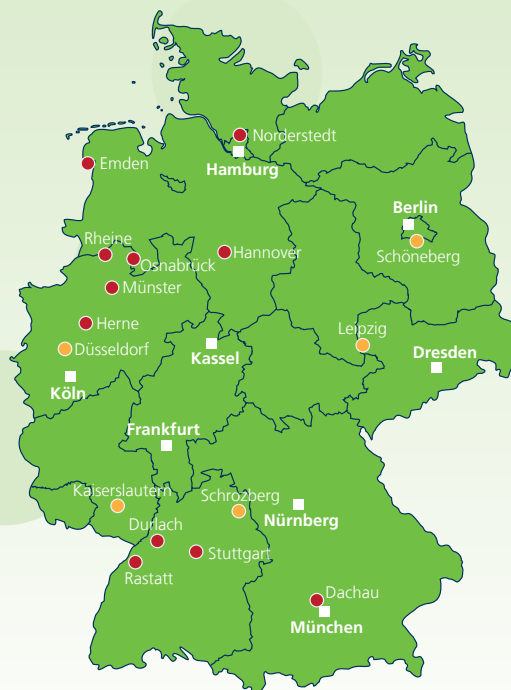 Norderstedt
Hamburg
Emden
Berlin
Schöneberg
Rheine
Osnabrück
Hannover
Münster
Herne
Düsseldorf
Köln
Kassel
Leipzig
Dresden
Frankfurt
Kaiserslautern
Schrozberg
Nürnberg
Durlach
Stuttgart
Rastatt
Dachau
München